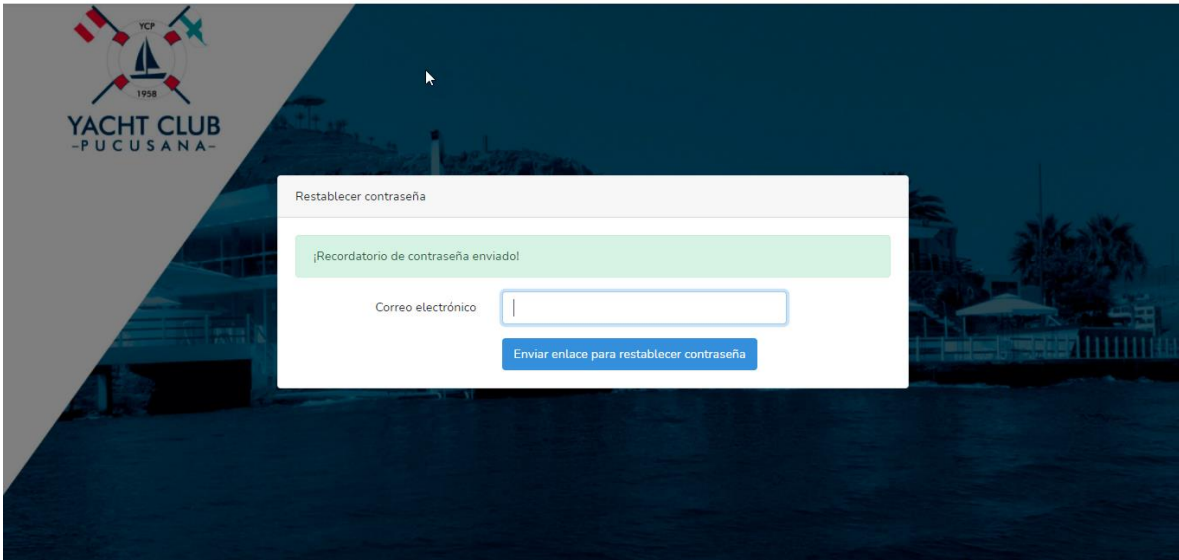 YCP
1958
YACHT CLUB
-PUCUSANA-
Restablecer contraseña
¡Recordatorio de contraseña enviado!
Correo electrónico
Enviar enlace para restablecer contraseña